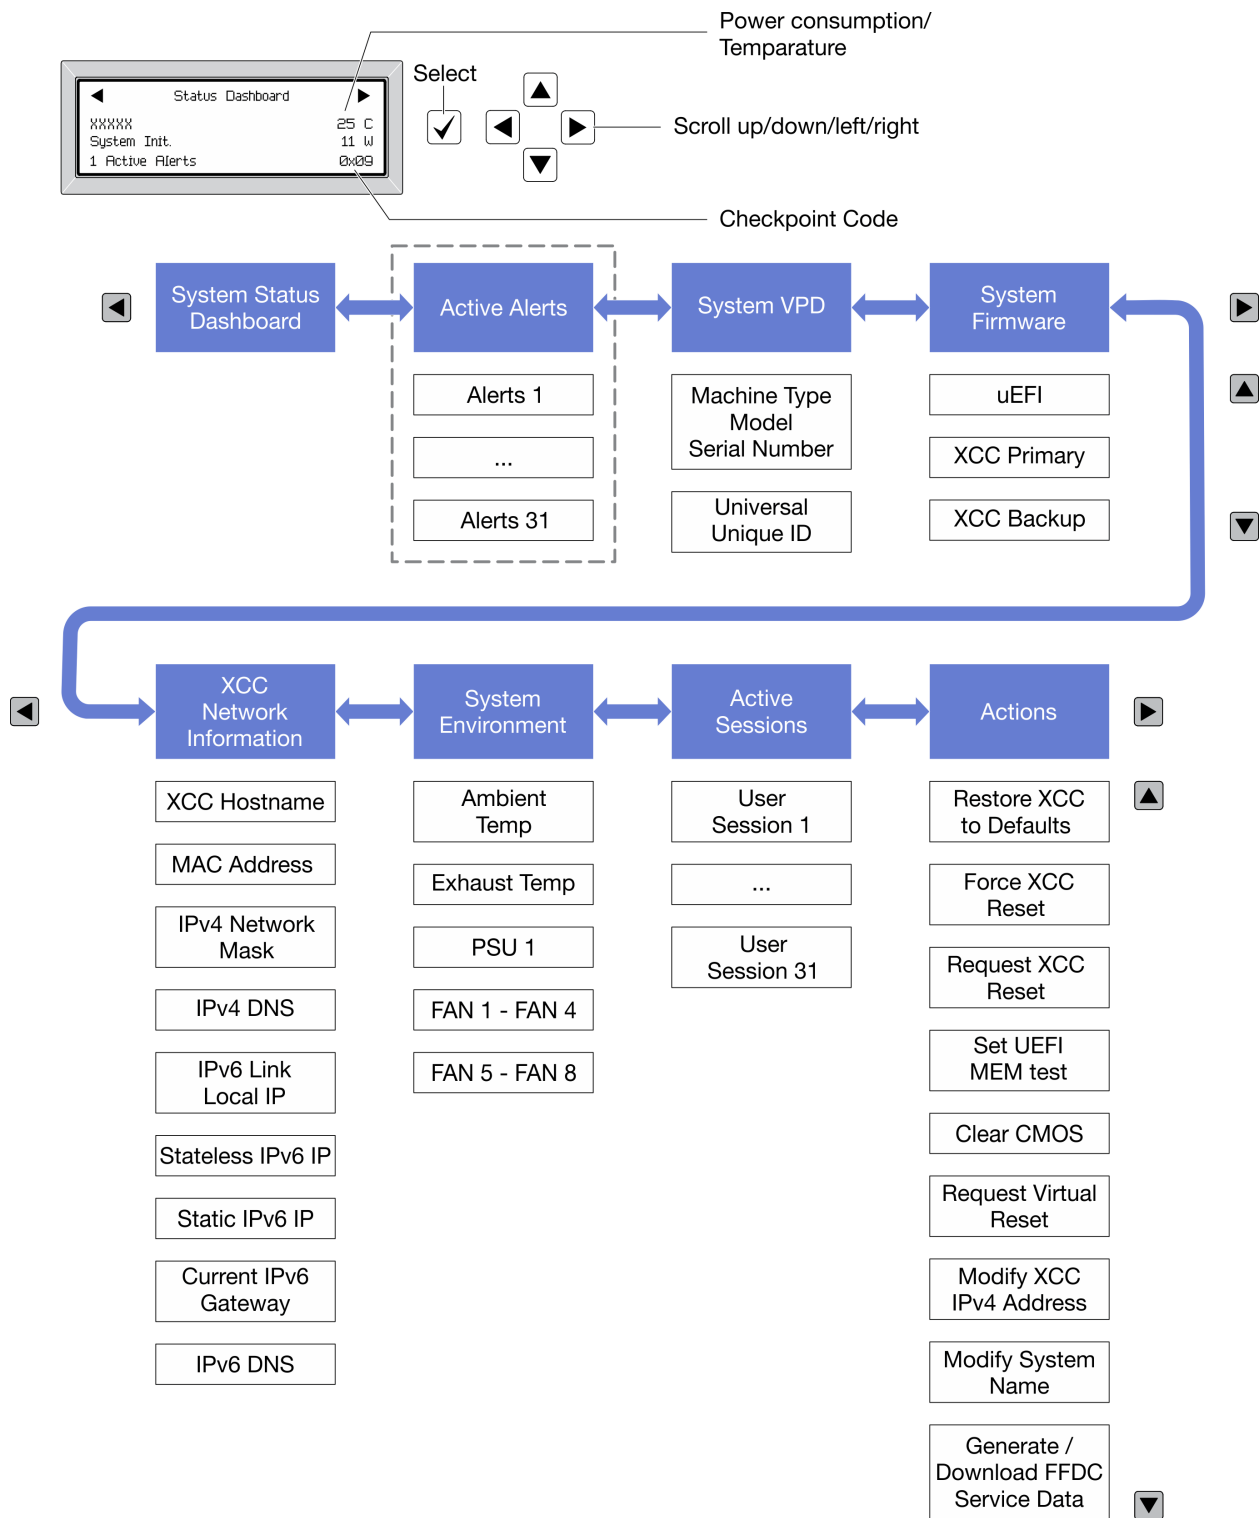 Power consumption/
Temparature
Select
Status Dashboard
XXXXX 25 C
System Init. 11 W
1 Active Alerts 0x09
Scroll up/down/left/right
Checkpoint Code
System Status
Dashboard
Active Alerts
System VPD
System
Firmware
Alerts 1
...
Alerts 31
Machine Type
Model
Serial Number
Universal
Unique ID
uEFI
XCC Primary
XCC Backup
XCC
Network
Information
System
Environment
Active
Sessions
Actions
XCC Hostname
MAC Address
IPv4 Network
Mask
IPv4 DNS
IPv6 Link
Local IP
Stateless IPv6 IP
Static IPv6 IP
Current IPv6
Gateway
IPv6 DNS
Ambient
Temp
Exhaust Temp
PSU 1
FAN 1 - FAN 4
FAN 5 - FAN 8
User
Session 1
...
User
Session 31
Restore XCC
to Defaults
Force XCC
Reset
Request XCC
Reset
Set UEFI
MEM test
Clear CMOS
Request Virtual
Reset
Modify XCC
IPv4 Address
Modify System
Name
Generate /
Download FFDC
Service Data